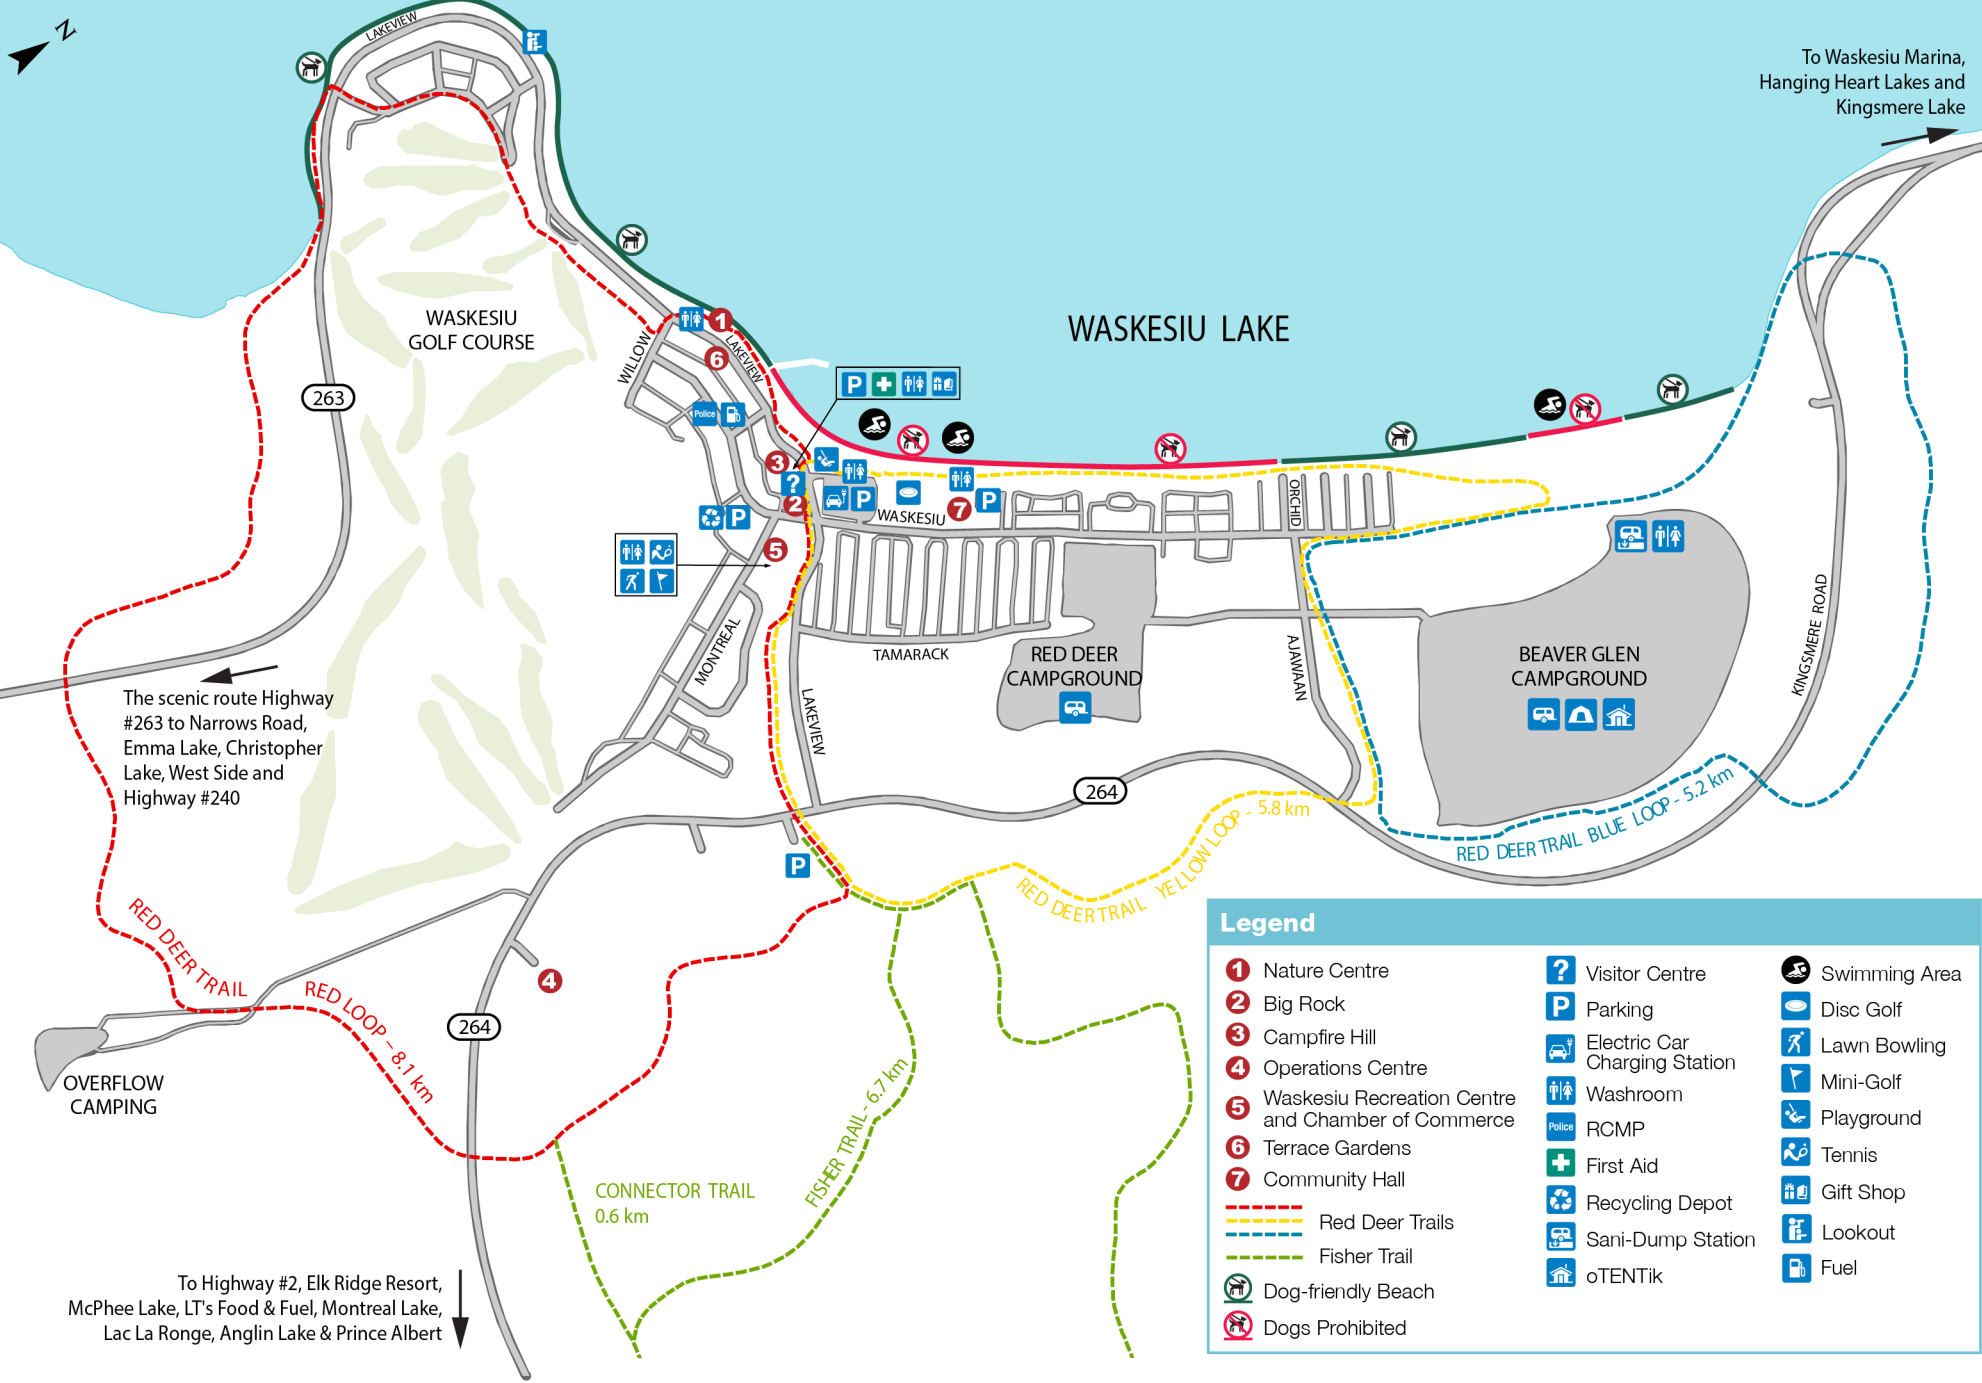 N
LAKEVIEW
To Waskesiu Marina,
Hanging Heart Lakes and
Kingsmere Lake
WASKESIU LAKE
WASKESIU
GOLF COURSE
263
WILLOW
1
LAKEVIEW
6
P
Police
3
?
2
P
P
WASKESIU
7
P
ORCHID
5
MONTREAL
TAMARACK
LAKEVIEW
RED DEER
CAMPGROUND
AJAWAAN
BEAVER GLEN
CAMPGROUND
KINGSMERE ROAD
The scenic route Highway
#263 to Narrows Road,
Emma Lake, Christopher
Lake, West Side and
Highway #240
264
RED DEER TRAIL YELLOW LOOP - 5.8 km
RED DEER TRAIL BLUE LOOP - 5.2 km
P
RED DEER TRAIL RED LOOP – 8.1 km
4
264
OVERFLOW
CAMPING
FISHER TRAIL - 6.7 km
CONNECTOR TRAIL
0.6 km
To Highway #2, Elk Ridge Resort,
McPhee Lake, LT's Food & Fuel, Montreal Lake,
Lac La Ronge, Anglin Lake & Prince Albert
Legend
1 Nature Centre
2 Big Rock
3 Campfire Hill
4 Operations Centre
5 Waskesiu Recreation Centre
and Chamber of Commerce
6 Terrace Gardens
7 Community Hall
Red Deer Trails
Fisher Trail
Dog-friendly Beach
Dogs Prohibited
? Visitor Centre
P Parking
Electric Car
Charging Station
Washroom
Police RCMP
First Aid
Recycling Depot
Sani-Dump Station
oTENTik
Swimming Area
Disc Golf
Lawn Bowling
Mini-Golf
Playground
Tennis
Gift Shop
Lookout
Fuel